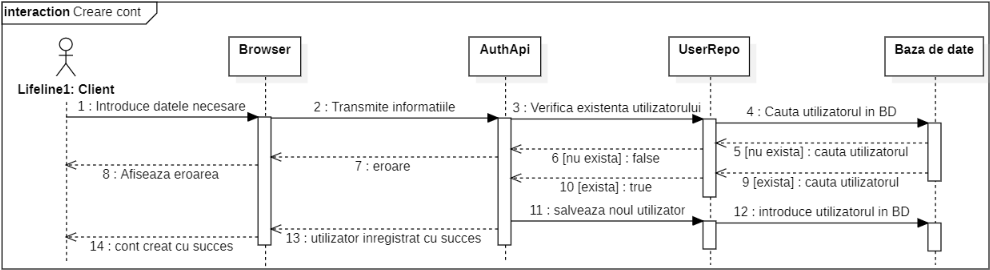 interaction Creare cont
Browser
AuthApi
UserRepo
Baza de date
Lifeline1: Client
1 : Introduce datele necesare
2 : Transmite informatiile
3 : Verifica existenta utilizatorului
4 : Cauta utilizatorul in BD
5 [nu exista] : cauta utilizatorul
6 [nu exista] : false
7 : eroare
8 : Afiseaza eroarea
9 [exista] : cauta utilizatorul
10 [exista] : true
11 : salveaza noul utilizator
12 : introduce utilizatorul in BD
13 : utilizator inregistrat cu succes
14 : cont creat cu succes